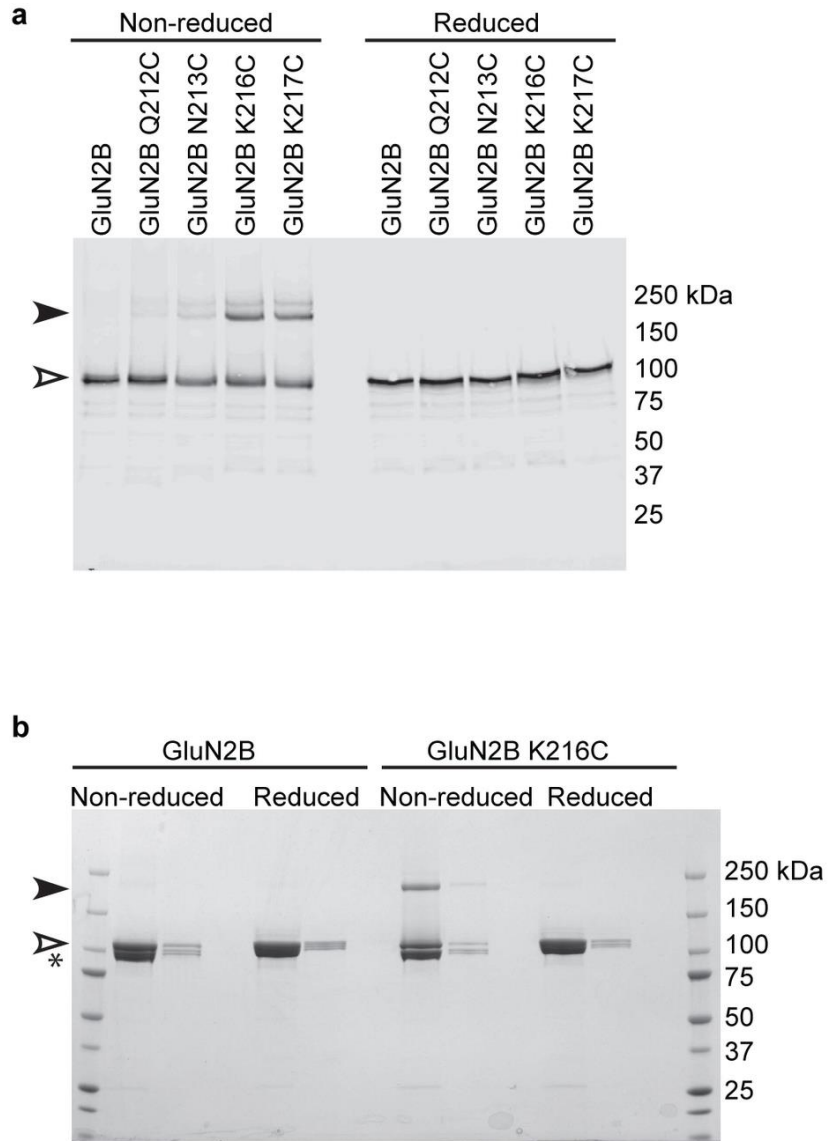 a
Non-reduced Reduced
GluN2B
GluN2B Q212C
GluN2B N213C
GluN2B K216C
GluN2B K217C
GluN2B
GluN2B Q212C
GluN2B N213C
GluN2B K216C
GluN2B K217C
250 kDa
150
100
75
50
37
25
b
GluN2B GluN2B K216C
Non-reduced Reduced Non-reduced Reduced
250 kDa
150
100
*
75
50
37
25